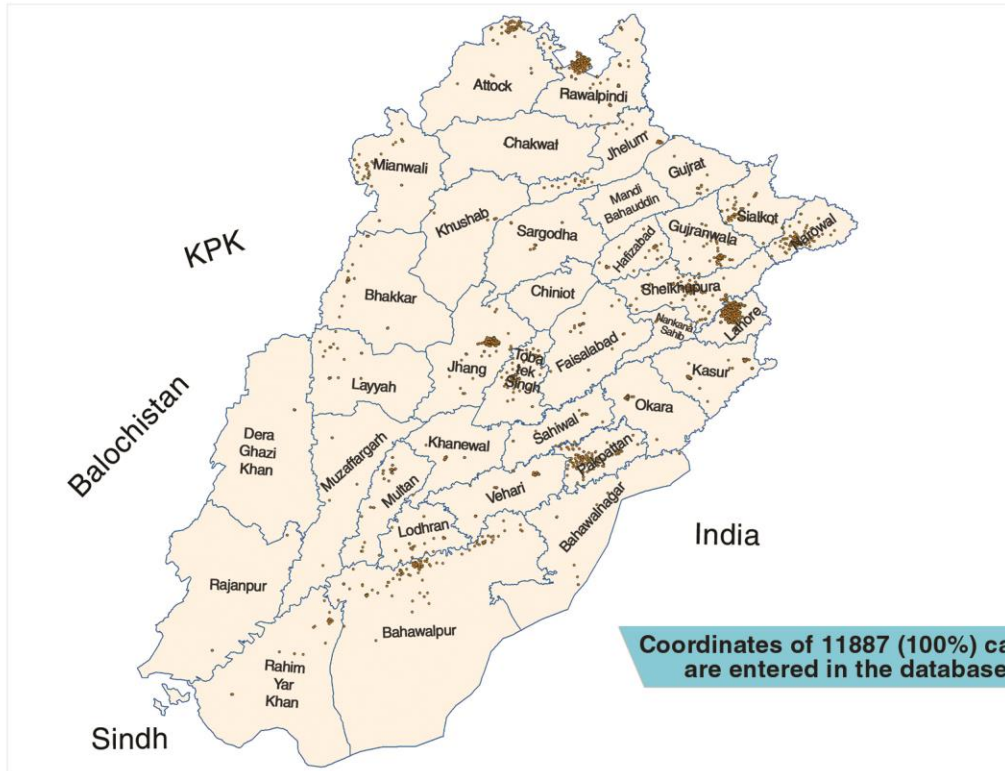 Attock
Rawalpindi
Chakwal
Jhelum
Mianwali
Gujrat
Mandi
Bahauddin
Khushab
Sialkot
Narowal
KPK
Sargodha
Gujranwala
Hafizabad
Bhakkar
Chiniot
Sheikhupura
Lahore
Nankana
Sahib
Faisalabad
Jhang
Toba
tek
Singh
Kasur
Layyah
Okara
Balochistan
Dera
Ghazi
Khan
Muzaffargarh
Khanewal
Sahiwal
Pakpattan
Multan
Vehari
Lodhran
Bahawalnagar
India
Rajanpur
Bahawalpur
Coordinates of 11887 (100%) ca
are entered in the database
Rahim
Yar
Khan
Sindh